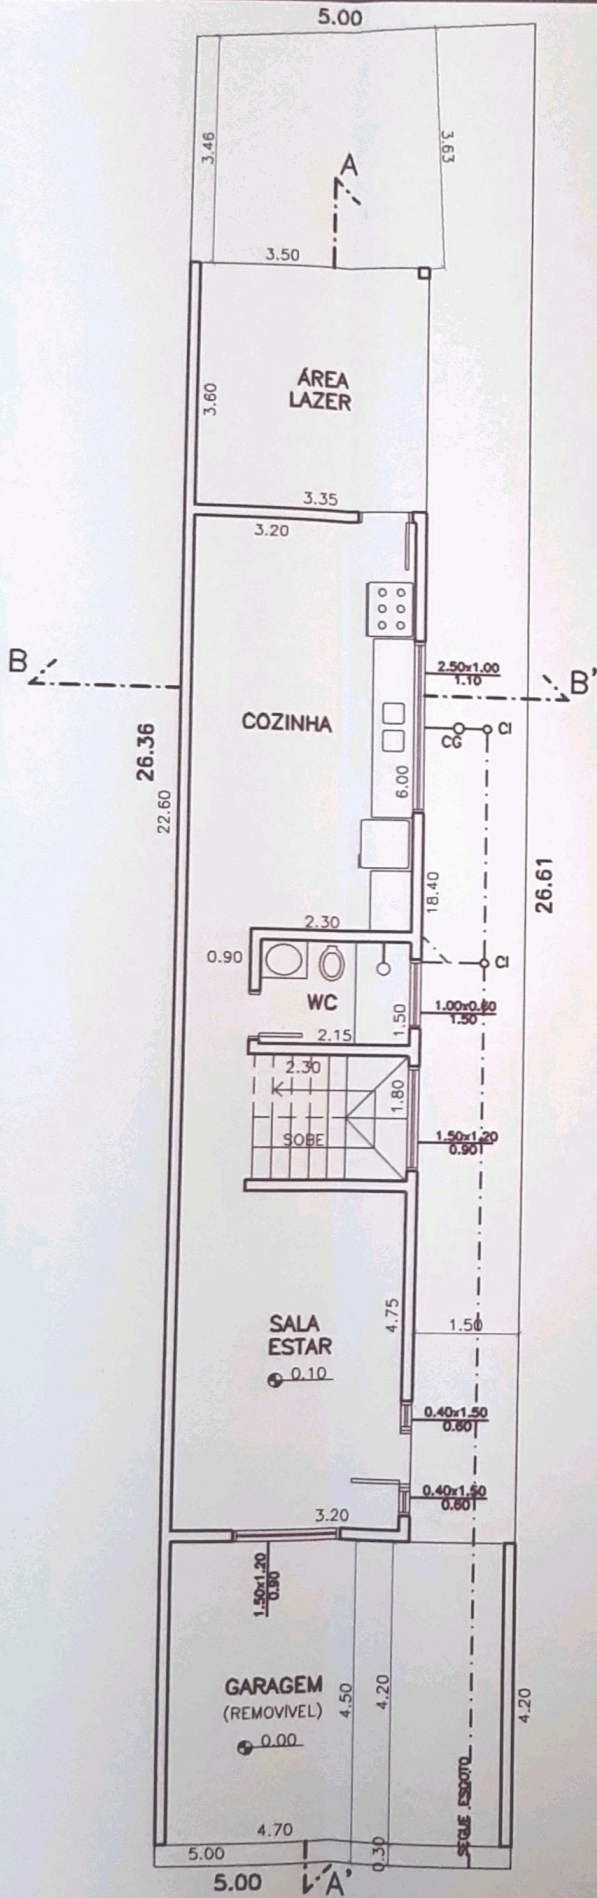 5.00
3.46
3.63
A
3.50
ÁREA
LAZER
3.60
3.35
3.20
B
2.50x1.00
1.10
B'
COZINHA
CG
CI
26.36
22.60
6.00
18.40
26.61
2.30
0.90
CI
WC
1.00x0.60
1.50
1.50
2.15
2.30
1.80
SOBE
1.50x1.20
0.90
4.75
1.50
SALA
ESTAR
0.10
0.40x1.50
0.60
0.40x1.50
0.60
3.20
1.50x1.20
0.90
GARAGEM
(REMOVÍVEL)
0.00
4.50
4.20
4.20
SEGUE ESGOTO
4.70
5.00
0.30
5.00
A'